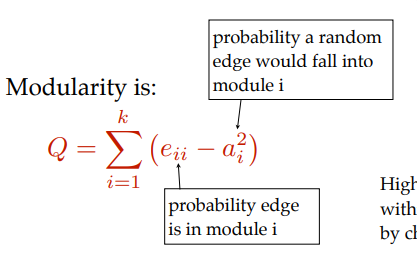 probability a random
edge would fall into
module i
Modularity is:
Q = \sum_{i=1}^{k} (e_{ii} - a_i^2)
probability edge
is in module i
High
with
by ch